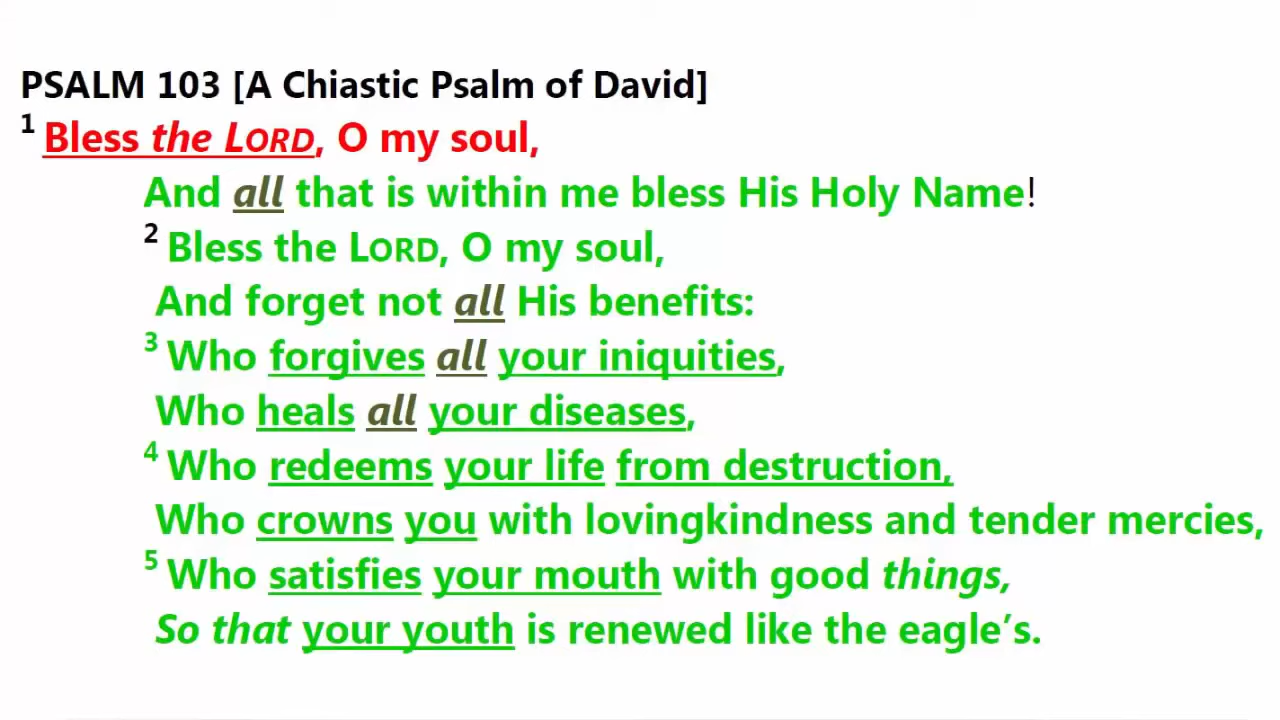 PSALM 103 [A Chiastic Psalm of David]
1 Bless the LORD, O my soul,
And all that is within me bless His Holy Name!
2 Bless the LORD, O my soul,
And forget not all His benefits:
3 Who forgives all your iniquities,
Who heals all your diseases,
4 Who redeems your life from destruction,
Who crowns you with lovingkindness and tender mercies,
5 Who satisfies your mouth with good things,
So that your youth is renewed like the eagle’s.